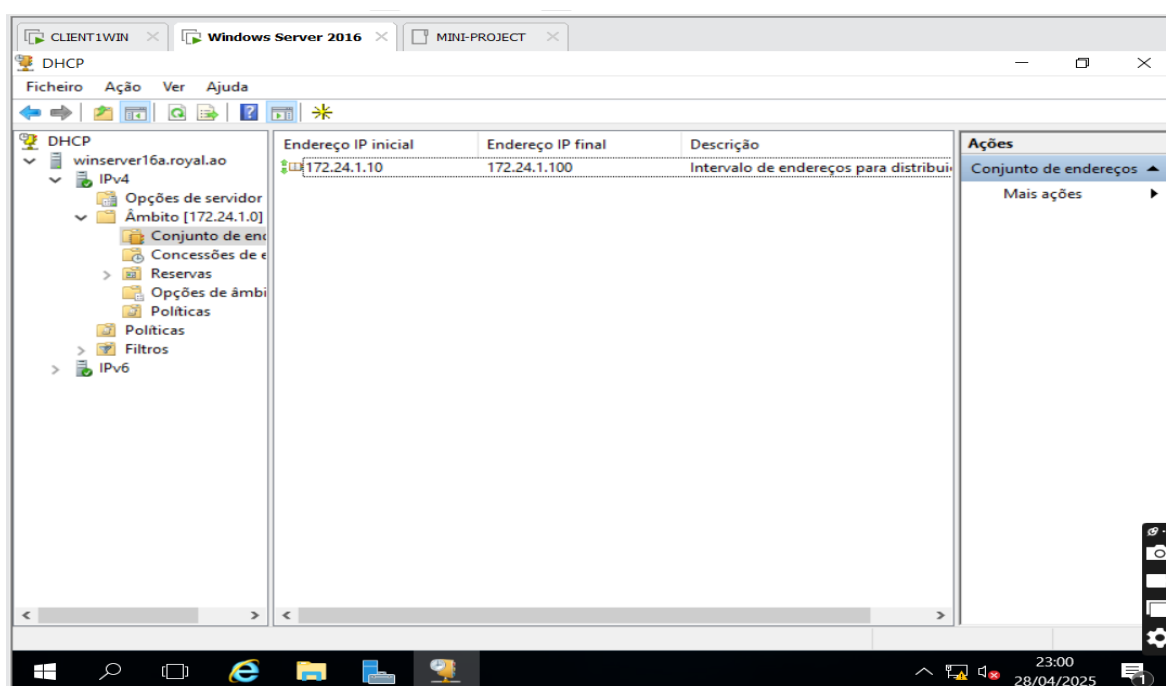 CLIENT1WIN
Windows Server 2016
MINI-PROJECT
DHCP
Ficheiro Ação Ver Ajuda
DHCP
winserver16a.royal.ao
IPv4
Opções de servidor
Âmbito [172.24.1.0]
Conjunto de end
Concessões de e
Reservas
Opções de âmbi
Políticas
Políticas
Filtros
IPv6
Endereço IP inicial Endereço IP final Descrição
172.24.1.10 172.24.1.100 Intervalo de endereços para distribui
Ações
Conjunto de endereços
Mais ações
23:00
28/04/2025
1